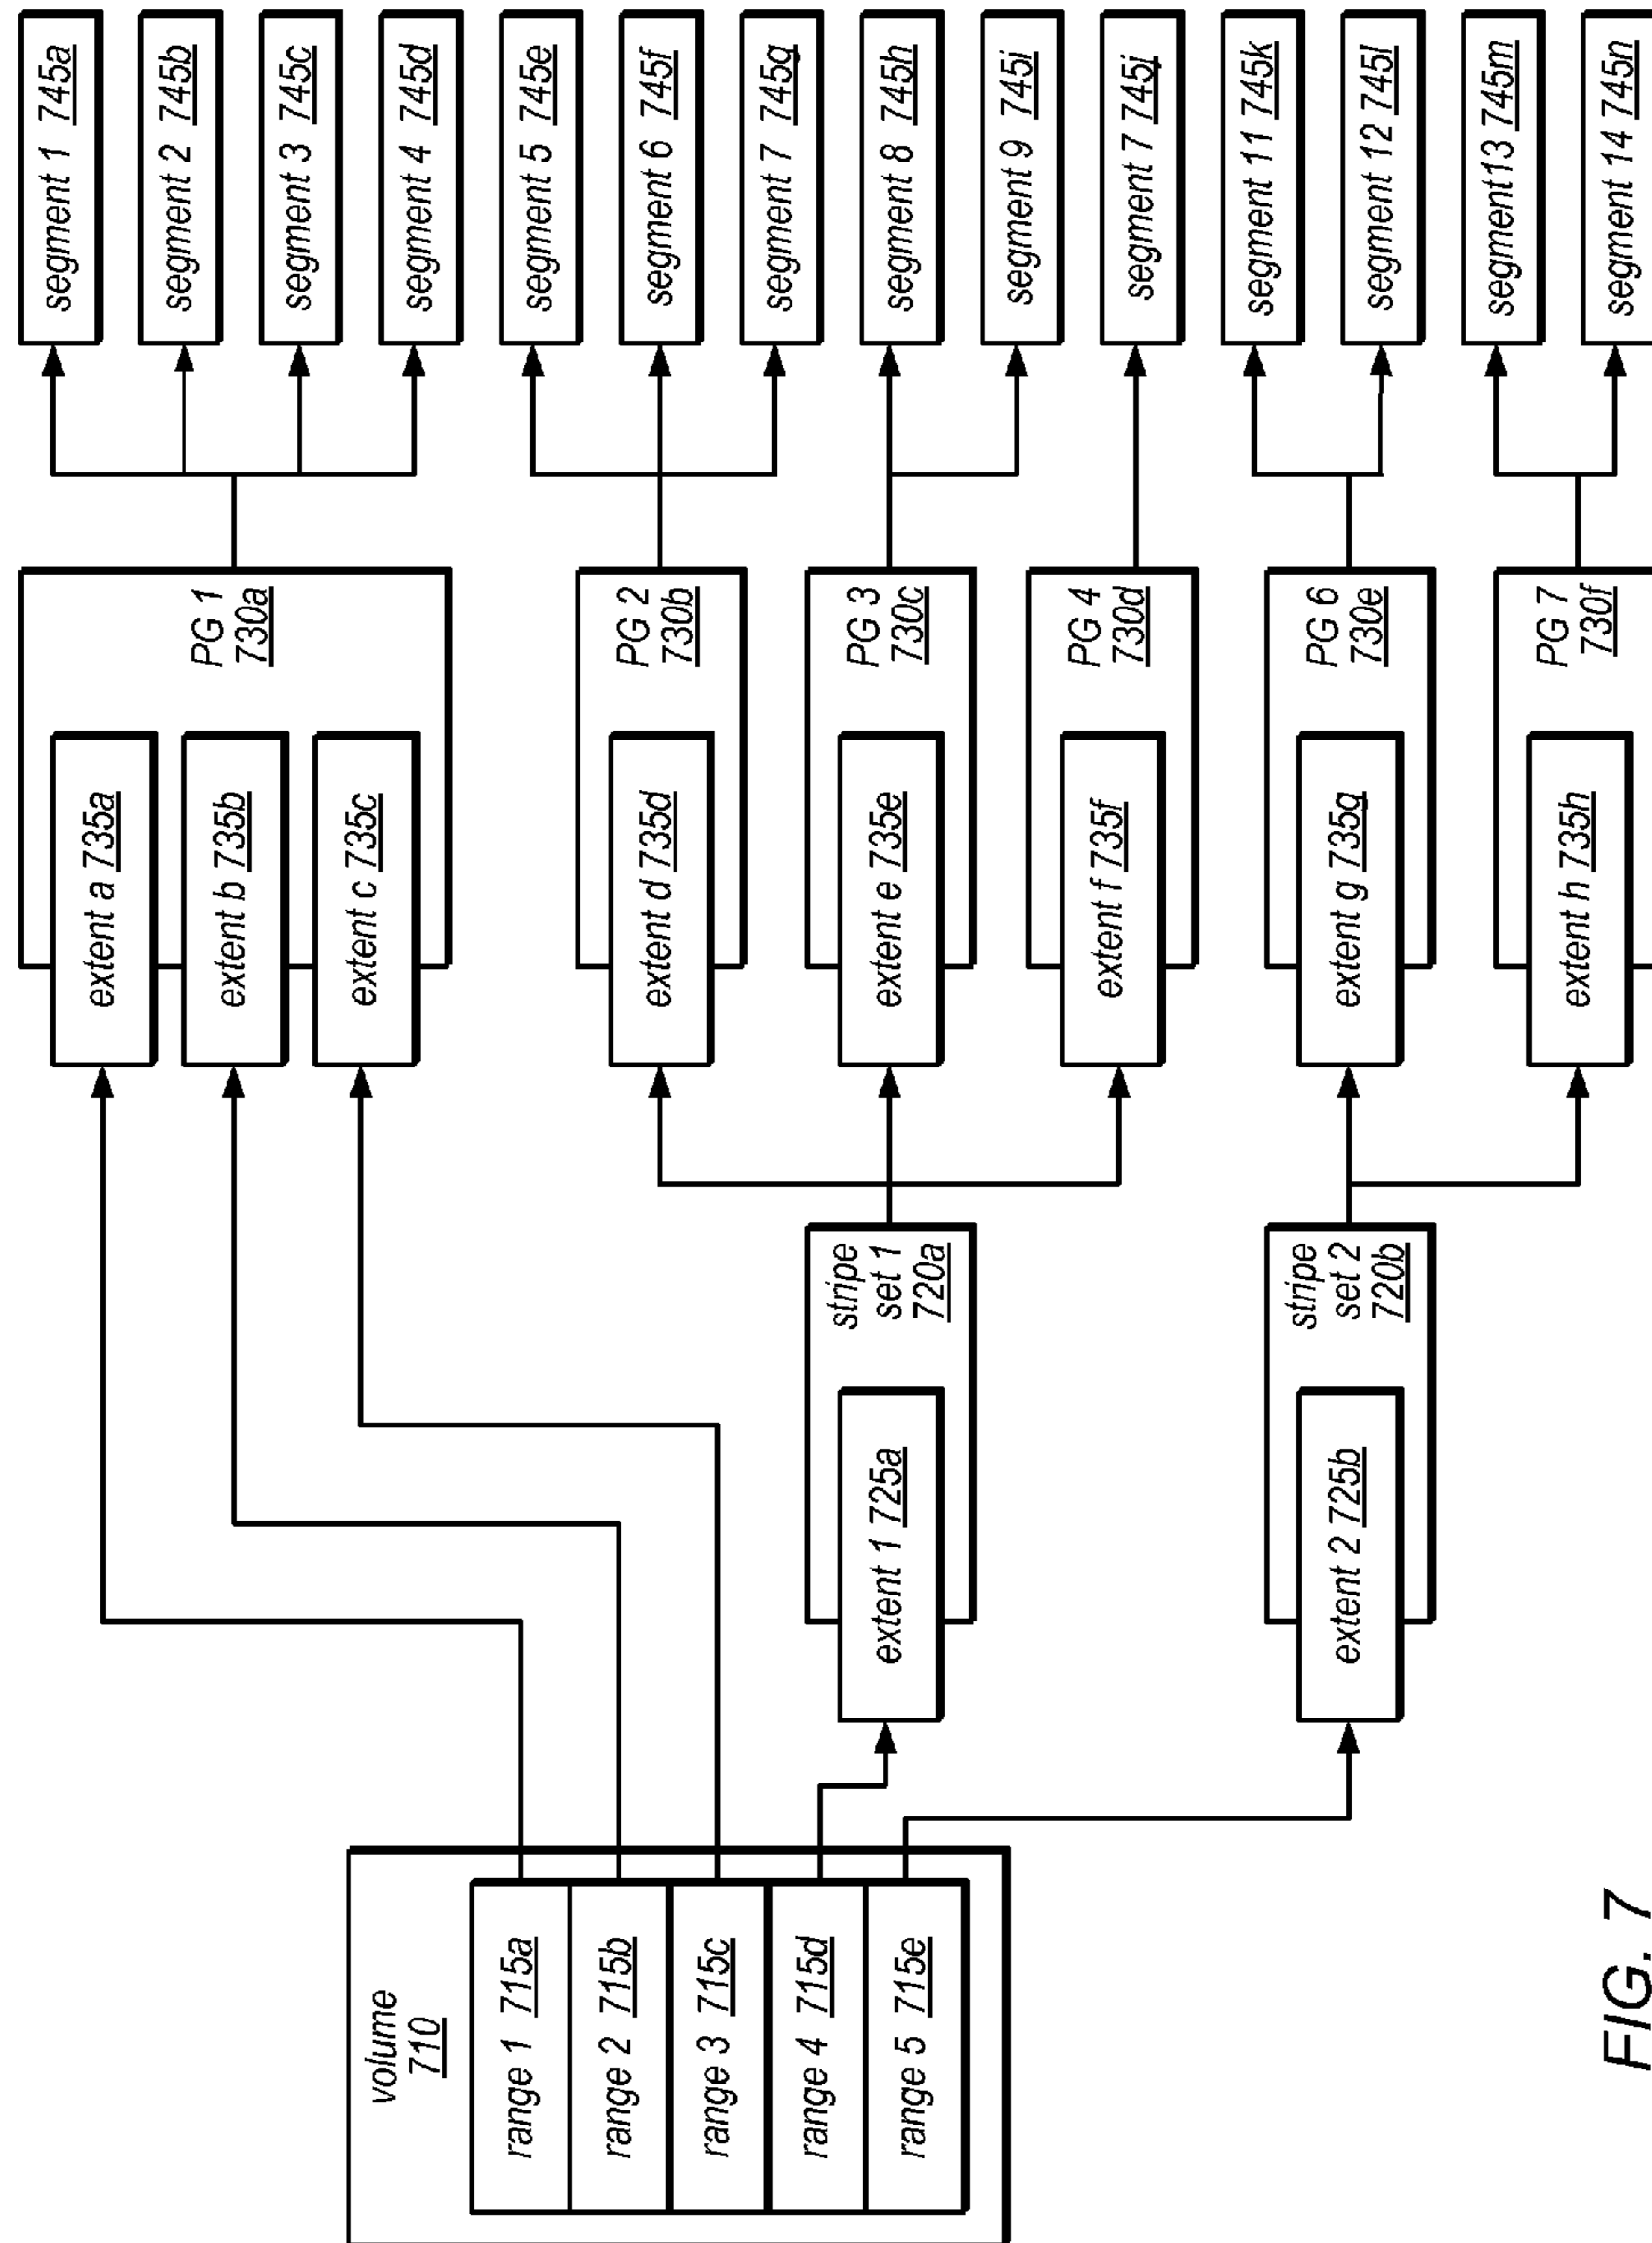 volume
710
range 1 715a
range 2 715b
range 3 715c
range 4 715d
range 5 715e
extent 1 725a
stripe
set 1
720a
extent 2 725b
stripe
set 2
720b
extent a 735a
extent b 735b
extent c 735c
PG 1
730a
extent d 735d
PG 2
730b
extent e 735e
PG 3
730c
extent f 735f
PG 4
730d
extent g 735g
PG 6
730e
extent h 735h
PG 7
730f
segment 1 745a
segment 2 745b
segment 3 745c
segment 4 745d
segment 5 745e
segment 6 745f
segment 7 745g
segment 8 745h
segment 9 745i
segment 7 745j
segment 11 745k
segment 12 745l
segment13 745m
segment 14 745n
FIG. 7